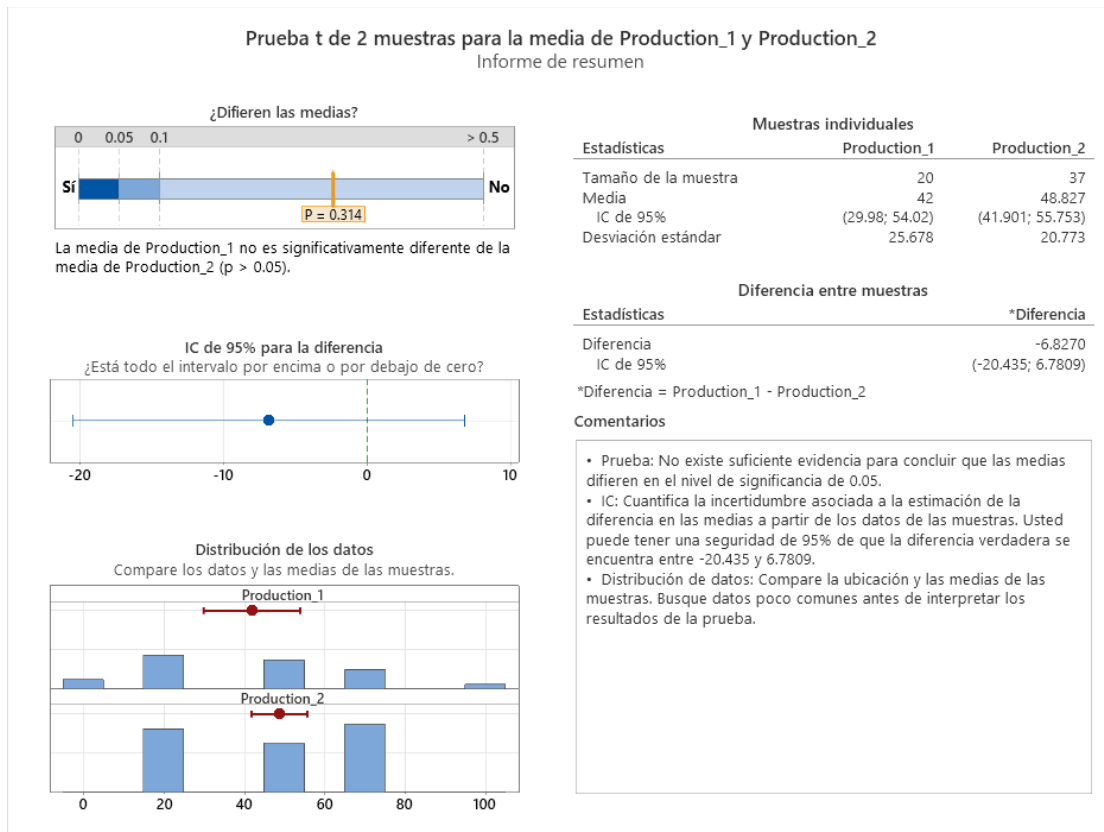 Prueba t de 2 muestras para la media de Production_1 y Production_2
Informe de resumen
¿Difieren las medias?
0 0.05 0.1 > 0.5
Sí No
P = 0.314
La media de Production_1 no es significativamente diferente de la
media de Production_2 (p > 0.05).
IC de 95% para la diferencia
¿Está todo el intervalo por encima o por debajo de cero?
-20 -10 0 10
Distribución de los datos
Compare los datos y las medias de las muestras.
Production_1
Production_2
0 20 40 60 80 100
Muestras individuales
Estadísticas Production_1 Production_2
Tamaño de la muestra 20 37
Media 42 48.827
IC de 95% (29.98; 54.02) (41.901; 55.753)
Desviación estándar 25.678 20.773
Diferencia entre muestras
Estadísticas *Diferencia
Diferencia -6.8270
IC de 95% (-20.435; 6.7809)
*Diferencia = Production_1 - Production_2
Comentarios
• Prueba: No existe suficiente evidencia para concluir que las medias
difieren en el nivel de significancia de 0.05.
• IC: Cuantifica la incertidumbre asociada a la estimación de la
diferencia en las medias a partir de los datos de las muestras. Usted
puede tener una seguridad de 95% de que la diferencia verdadera se
encuentra entre -20.435 y 6.7809.
• Distribución de datos: Compare la ubicación y las medias de las
muestras. Busque datos poco comunes antes de interpretar los
resultados de la prueba.